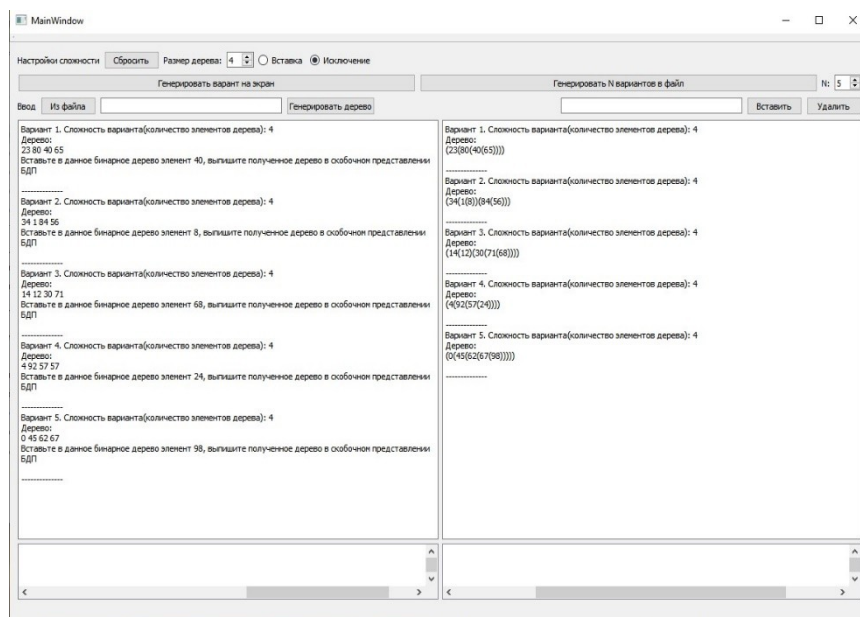 MainWindow
Настройки сложности Сбросить Размер дерева: 4 Вставка Исключение
Генерировать варант на экран Генерировать N вариантов в файл N: 5
Ввод Из файла Генерировать дерево Вставить Удалить
Вариант 1. Сложность варианта(количество элементов дерева): 4
Дерево:
23 80 40 65
Вставьте в данное бинарное дерево элемент 40, выпишите полученное дерево в скобочном представлении
БДП
--------------
Вариант 2. Сложность варианта(количество элементов дерева): 4
Дерево:
34 1 84 56
Вставьте в данное бинарное дерево элемент 8, выпишите полученное дерево в скобочном представлении
БДП
--------------
Вариант 3. Сложность варианта(количество элементов дерева): 4
Дерево:
14 12 30 71
Вставьте в данное бинарное дерево элемент 68, выпишите полученное дерево в скобочном представлении
БДП
--------------
Вариант 4. Сложность варианта(количество элементов дерева): 4
Дерево:
4 92 57 57
Вставьте в данное бинарное дерево элемент 24, выпишите полученное дерево в скобочном представлении
БДП
--------------
Вариант 5. Сложность варианта(количество элементов дерева): 4
Дерево:
0 45 62 67
Вставьте в данное бинарное дерево элемент 98, выпишите полученное дерево в скобочном представлении
БДП
--------------
Вариант 1. Сложность варианта(количество элементов дерева): 4
Дерево:
(23(80(40(65))))
--------------
Вариант 2. Сложность варианта(количество элементов дерева): 4
Дерево:
(34(1(8))(84(56)))
--------------
Вариант 3. Сложность варианта(количество элементов дерева): 4
Дерево:
(14(12)(30(71(68))))
--------------
Вариант 4. Сложность варианта(количество элементов дерева): 4
Дерево:
(4(92(57(24))))
--------------
Вариант 5. Сложность варианта(количество элементов дерева): 4
Дерево:
(0(45(62(67(98)))))
--------------